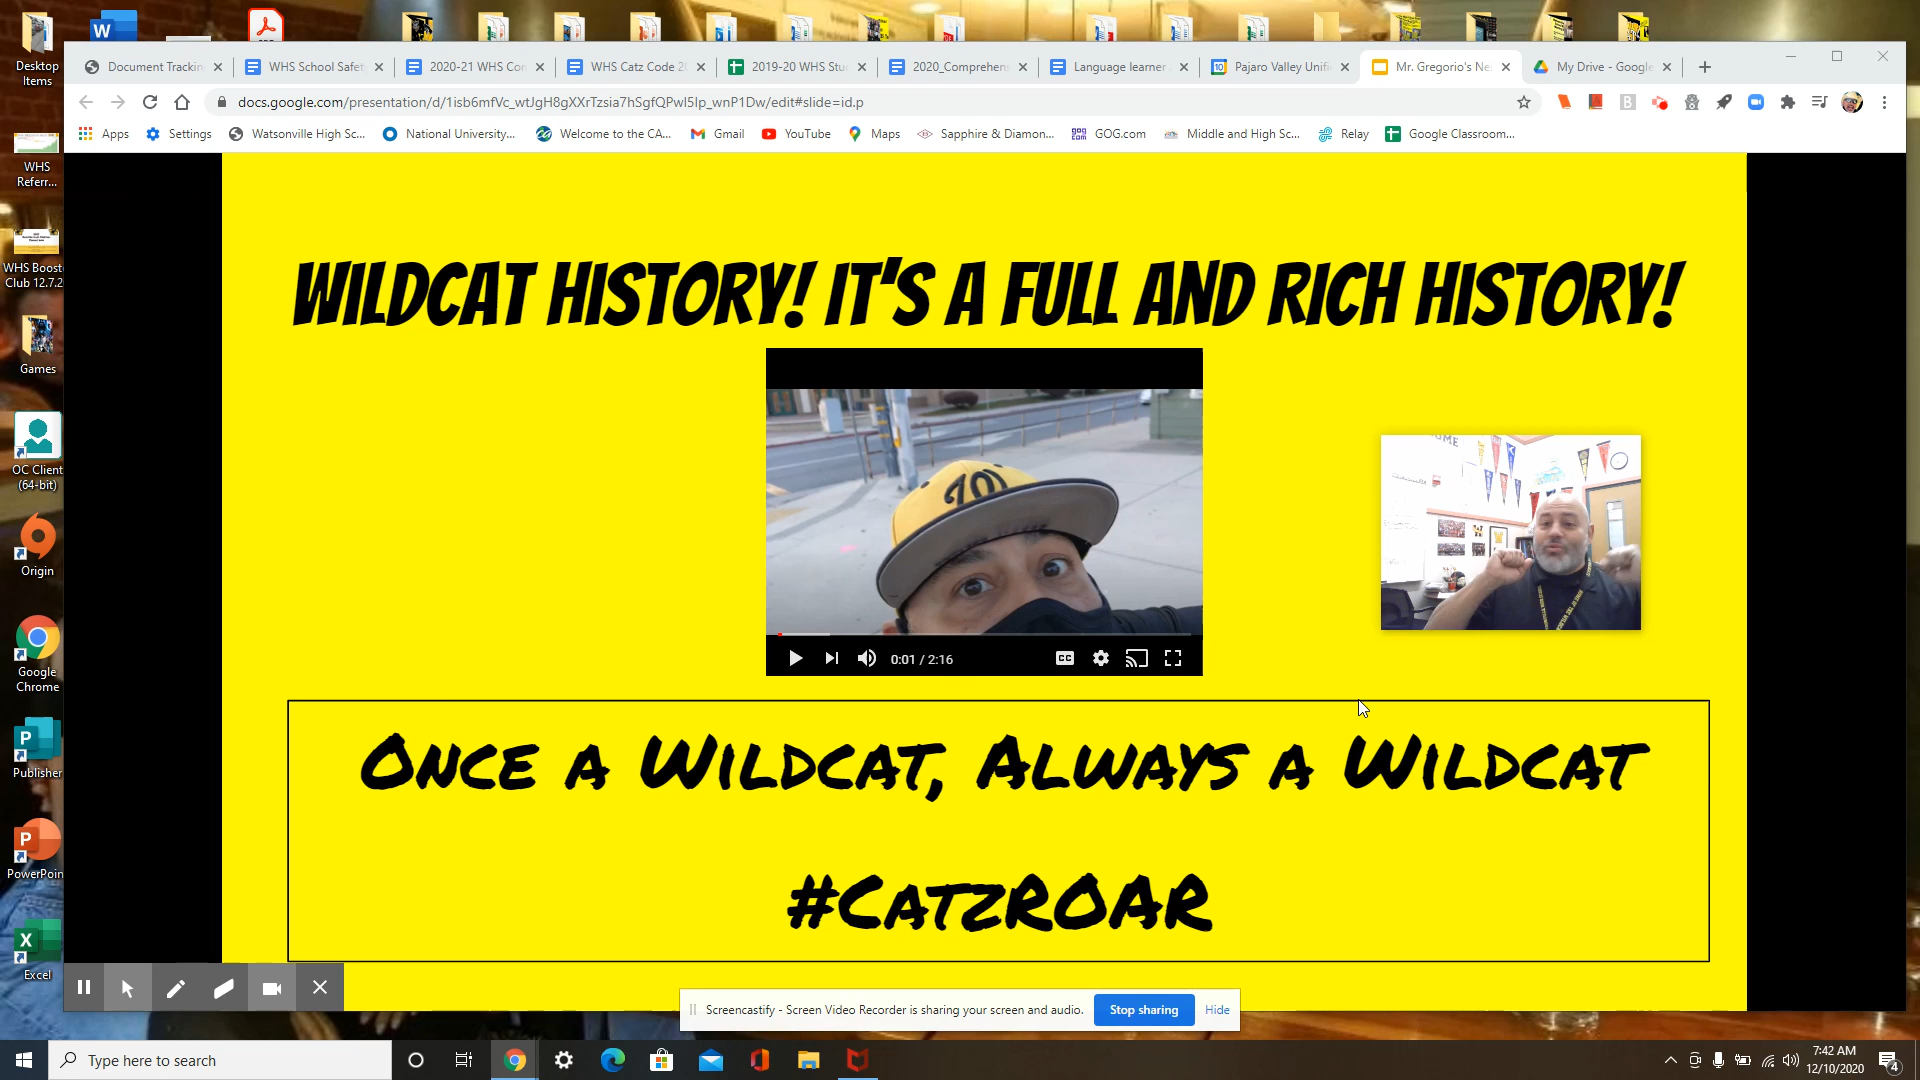 Desktop
Items
WHS
Referr...
WHS Boost
Club 12.7.2
Games
OC Client
(64-bit)
Origin
Google
Chrome
Publisher
PowerPoin
Excel
Document Trackin
WHS School Safet
2020-21 WHS Con
WHS Catz Code 20
2019-20 WHS Stu
2020_Comprehens
Language learner
Pajaro Valley Unifi
Mr. Gregorio's Ne
My Drive - Google
docs.google.com/presentation/d/1isb6mfVc_wtJgH8gXXrTzsia7hSgfQPwl5Ip_wnP1Dw/edit#slide=id.p
Apps
Settings
Watsonville High Sc...
National University...
Welcome to the CA...
Gmail
YouTube
Maps
Sapphire & Diamon...
GOG.com
Middle and High Sc...
Relay
Google Classroom...
WILDCAT HISTORY! IT'S A FULL AND RICH HISTORY!
0:01 / 2:16
CC
ONCE A WILDCAT, ALWAYS A WILDCAT
#CATZROAR
Screencastify - Screen Video Recorder is sharing your screen and audio.
Stop sharing
Hide
Type here to search
7:42 AM
12/10/2020
4